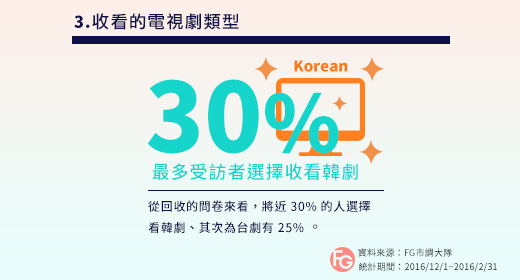 3.收看的電視劇類型
Korean
30%
最多受訪者選擇收看韓劇
從回收的問卷來看，將近 30% 的人選擇
看韓劇、其次為台劇有 25% 。
FG
資料來源：FG市調大隊
統計期間：2016/12/1~2016/2/31